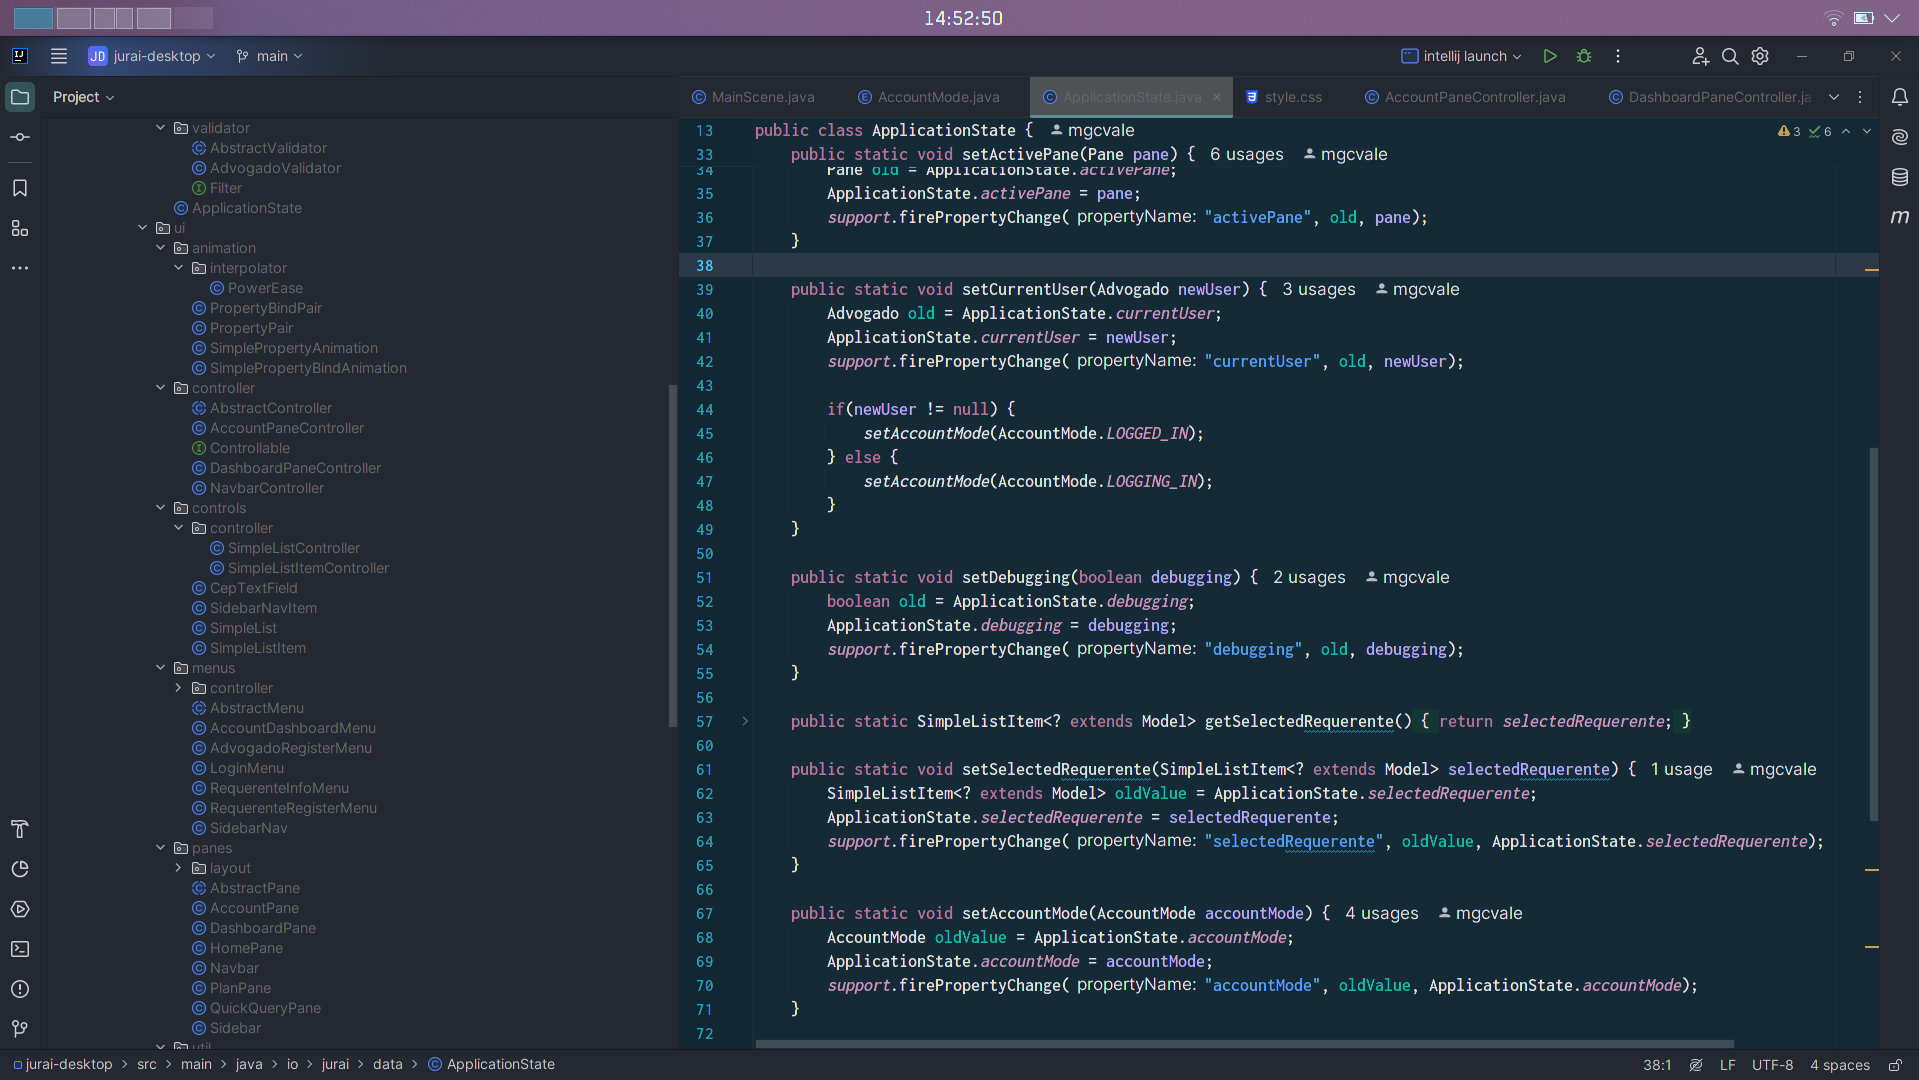 14:52:50
JD jurai-desktop main intellij launch
Project
MainScene.java AccountMode.java ApplicationState.java style.css AccountPaneController.java DashboardPaneController.ja
validator
AbstractValidator
AdvogadoValidator
Filter
ApplicationState
ui
animation
interpolator
PowerEase
PropertyBindPair
PropertyPair
SimplePropertyAnimation
SimplePropertyBindAnimation
controller
AbstractController
AccountPaneController
Controllable
DashboardPaneController
NavbarController
controls
controller
SimpleListController
SimpleListItemController
CepTextField
SidebarNavItem
SimpleList
SimpleListItem
menus
controller
AbstractMenu
AccountDashboardMenu
AdvogadoRegisterMenu
LoginMenu
RequerenteInfoMenu
RequerenteRegisterMenu
SidebarNav
panes
layout
AbstractPane
AccountPane
DashboardPane
HomePane
Navbar
PlanPane
QuickQueryPane
Sidebar
util
13 public class ApplicationState { mgcvale 3 6
33 public static void setActivePane(Pane pane) { 6 usages mgcvale
34 Pane old = ApplicationState.activePane;
35 ApplicationState.activePane = pane;
36 support.firePropertyChange( propertyName: "activePane", old, pane);
37 }
38
39 public static void setCurrentUser(Advogado newUser) { 3 usages mgcvale
40 Advogado old = ApplicationState.currentUser;
41 ApplicationState.currentUser = newUser;
42 support.firePropertyChange( propertyName: "currentUser", old, newUser);
43
44 if(newUser != null) {
45 setAccountMode(AccountMode.LOGGED_IN);
46 } else {
47 setAccountMode(AccountMode.LOGGING_IN);
48 }
49 }
50
51 public static void setDebugging(boolean debugging) { 2 usages mgcvale
52 boolean old = ApplicationState.debugging;
53 ApplicationState.debugging = debugging;
54 support.firePropertyChange( propertyName: "debugging", old, debugging);
55 }
56
57 public static SimpleListItem<? extends Model> getSelectedRequerente() { return selectedRequerente; }
60
61 public static void setSelectedRequerente(SimpleListItem<? extends Model> selectedRequerente) { 1 usage mgcvale
62 SimpleListItem<? extends Model> oldValue = ApplicationState.selectedRequerente;
63 ApplicationState.selectedRequerente = selectedRequerente;
64 support.firePropertyChange( propertyName: "selectedRequerente", oldValue, ApplicationState.selectedRequerente);
65 }
66
67 public static void setAccountMode(AccountMode accountMode) { 4 usages mgcvale
68 AccountMode oldValue = ApplicationState.accountMode;
69 ApplicationState.accountMode = accountMode;
70 support.firePropertyChange( propertyName: "accountMode", oldValue, ApplicationState.accountMode);
71 }
72
jurai-desktop > src > main > java > io > jurai > data > ApplicationState 38:1 LF UTF-8 4 spaces